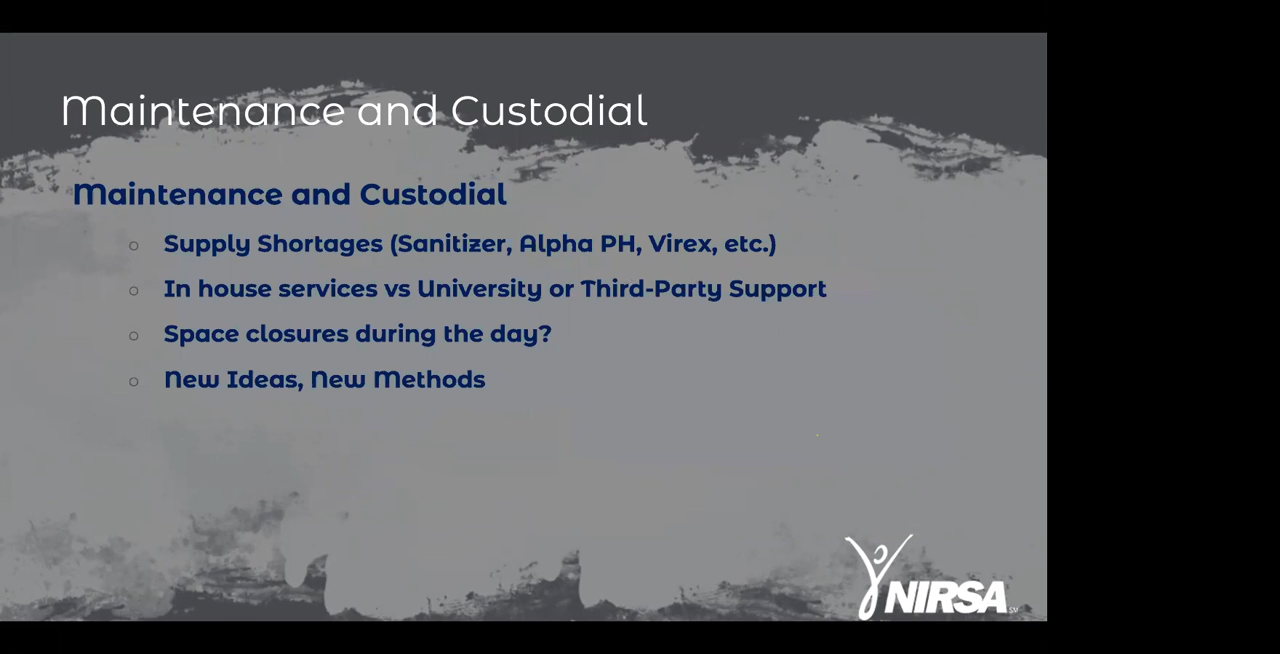 Maintenance and Custodial
Maintenance and Custodial
○ Supply Shortages (Sanitizer, Alpha PH, Virex, etc.)
○ In house services vs University or Third-Party Support
○ Space closures during the day?
○ New Ideas, New Methods
NIRSA SM